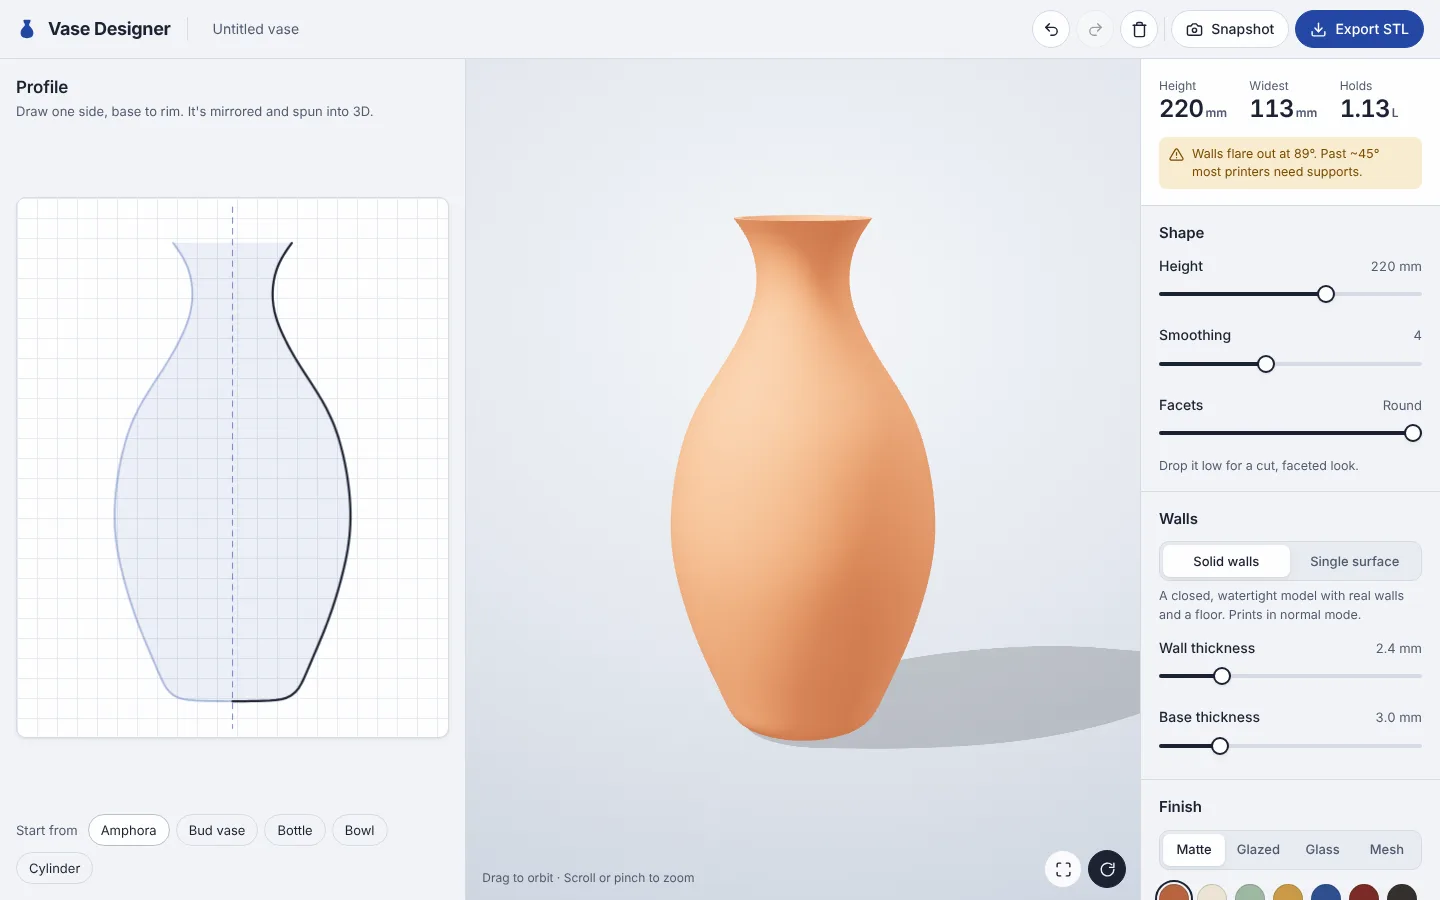 Vase Designer
Untitled vase
Snapshot
Export STL
Profile
Draw one side, base to rim. It's mirrored and spun into 3D.
Start from
Amphora
Bud vase
Bottle
Bowl
Cylinder
Drag to orbit · Scroll or pinch to zoom
Height
Widest
Holds
220 mm
113 mm
1.13 L
Walls flare out at 89°. Past ~45°
most printers need supports.
Shape
Height
220 mm
Smoothing
4
Facets
Round
Drop it low for a cut, faceted look.
Walls
Solid walls
Single surface
A closed, watertight model with real walls
and a floor. Prints in normal mode.
Wall thickness
2.4 mm
Base thickness
3.0 mm
Finish
Matte
Glazed
Glass
Mesh